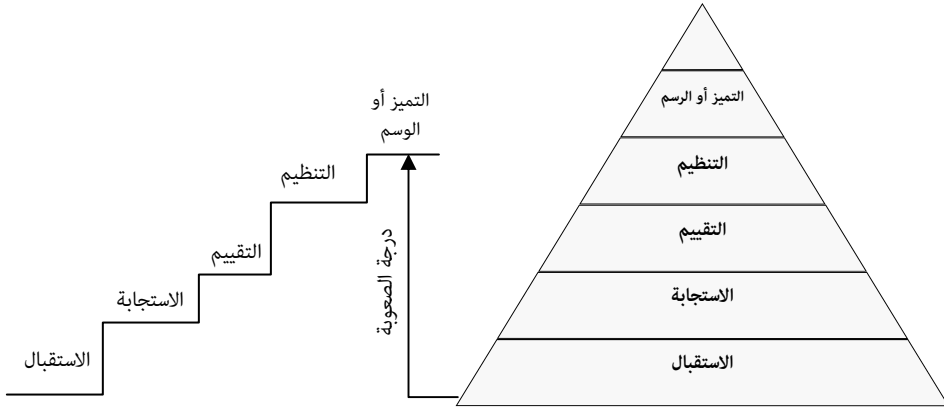 التميز أو
الوسم
التنظيم
التقييم
الاستجابة
الاستقبال
درجة الصعوبة
التميز أو الرسم
التنظيم
التقييم
الاستجابة
الاستقبال